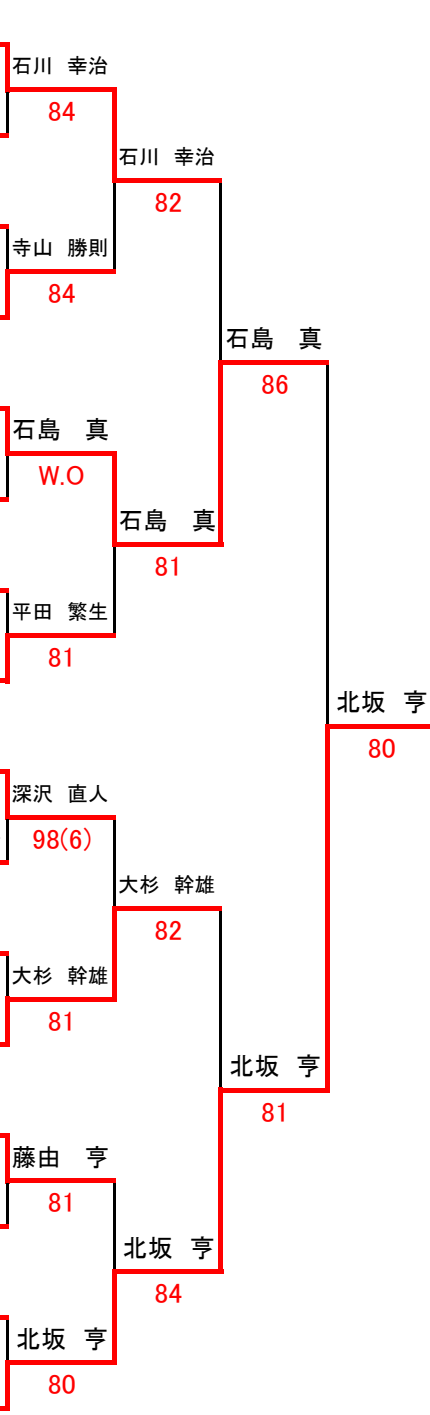 石川　幸治
84
石川　幸治
82
寺山　勝則
84
石島　真
86
石島　真
W.O
石島　真
81
平田　繁生
81
北坂　亨
80
深沢　直人
98(6)
大杉　幹雄
82
大杉　幹雄
81
北坂　亨
81
藤由　亨
81
北坂　亨
84
北坂　亨
80